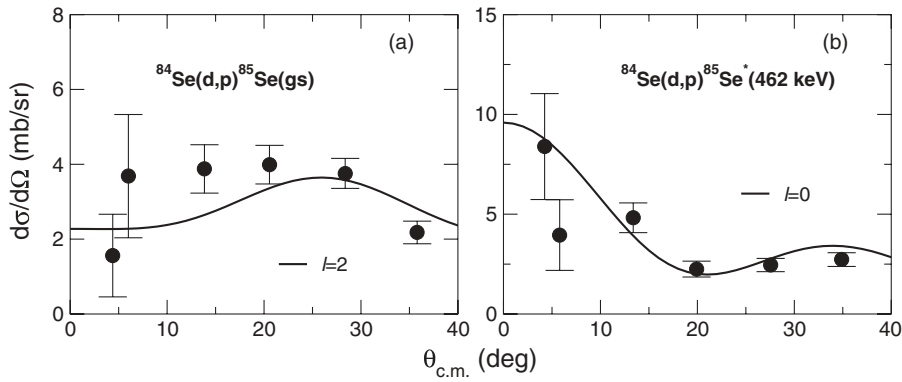 8
6
4
2
0
dσ/dΩ (mb/sr)
(a)
⁸⁴Se(d,p)⁸⁵Se(gs)
l=2
0 10 20 30 40
15
10
5
0
(b)
⁸⁴Se(d,p)⁸⁵Se*(462 keV)
l=0
0 10 20 30 40
θc.m. (deg)